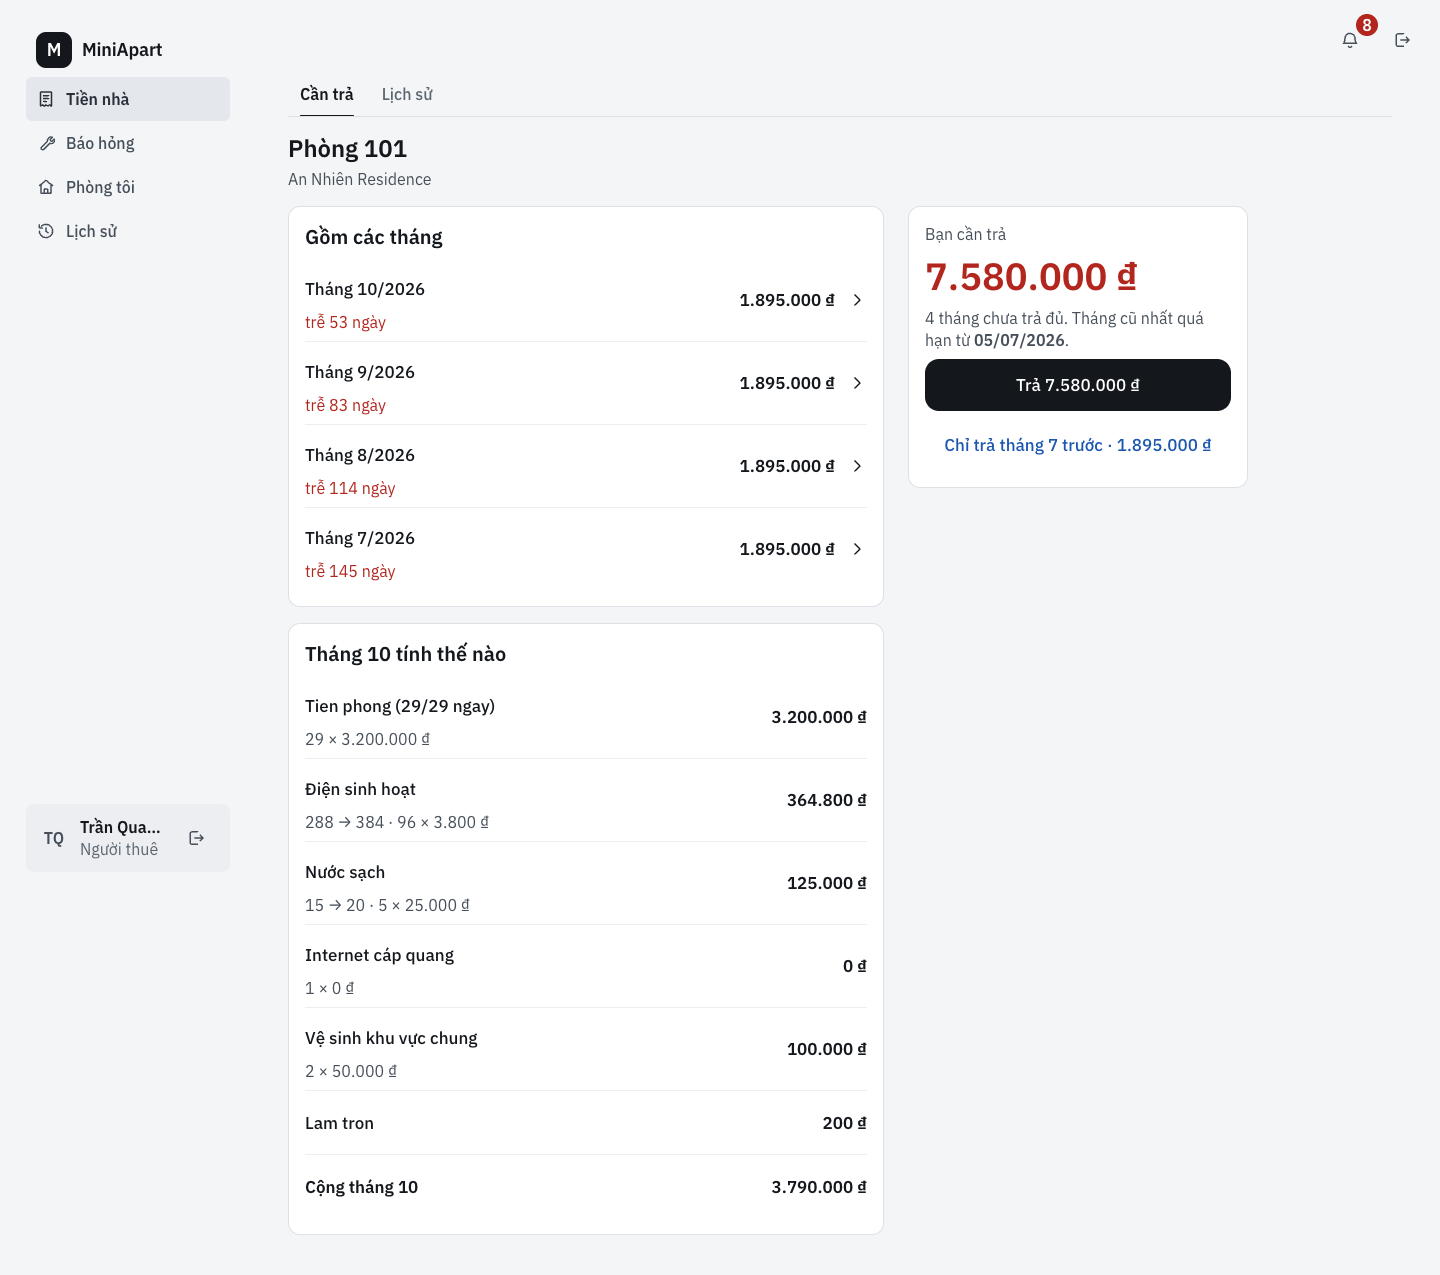 M MiniApart
8
Tiền nhà
Báo hỏng
Phòng tôi
Lịch sử
TQ
Trần Qua...
Người thuê
Cần trả
Lịch sử
Phòng 101
An Nhiên Residence
Gồm các tháng
Tháng 10/2026
trễ 53 ngày
1.895.000 ₫
Tháng 9/2026
trễ 83 ngày
1.895.000 ₫
Tháng 8/2026
trễ 114 ngày
1.895.000 ₫
Tháng 7/2026
trễ 145 ngày
1.895.000 ₫
Bạn cần trả
7.580.000 ₫
4 tháng chưa trả đủ. Tháng cũ nhất quá
hạn từ 05/07/2026.
Trả 7.580.000 ₫
Chỉ trả tháng 7 trước · 1.895.000 ₫
Tháng 10 tính thế nào
Tien phong (29/29 ngay)
29 × 3.200.000 ₫
3.200.000 ₫
Điện sinh hoạt
288 → 384 · 96 × 3.800 ₫
364.800 ₫
Nước sạch
15 → 20 · 5 × 25.000 ₫
125.000 ₫
Internet cáp quang
1 × 0 ₫
0 ₫
Vệ sinh khu vực chung
2 × 50.000 ₫
100.000 ₫
Lam tron
200 ₫
Cộng tháng 10
3.790.000 ₫